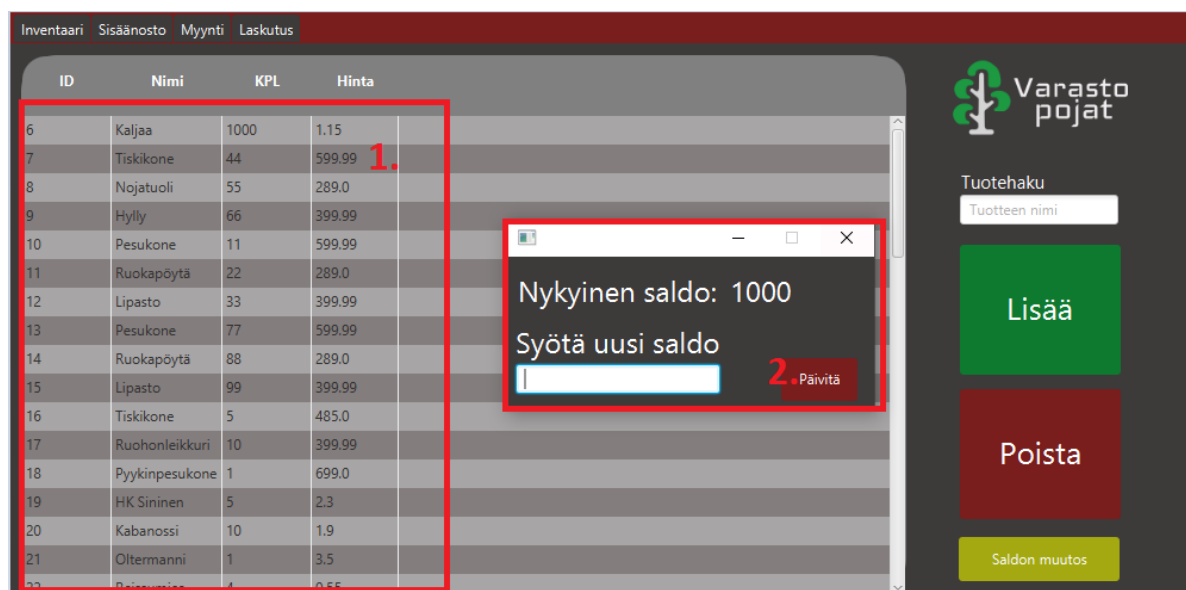 Inventaari Sisäänosto Myynti Laskutus
ID Nimi KPL Hinta
6 Kaljaa 1000 1.15
7 Tiskikone 44 599.99
1.
8 Nojatuoli 55 289.0
9 Hylly 66 399.99
10 Pesukone 11 599.99
11 Ruokapöytä 22 289.0
12 Lipasto 33 399.99
13 Pesukone 77 599.99
14 Ruokapöytä 88 289.0
15 Lipasto 99 399.99
16 Tiskikone 5 485.0
17 Ruohonleikkuri 10 399.99
18 Pyykinpesukone 1 699.0
19 HK Sininen 5 2.3
20 Kabanossi 10 1.9
21 Oltermanni 1 3.5
Nykyinen saldo: 1000
Syötä uusi saldo
2. Päivitä
Varasto
pojat
Tuotehaku
Tuotteen nimi
Lisää
Poista
Saldon muutos